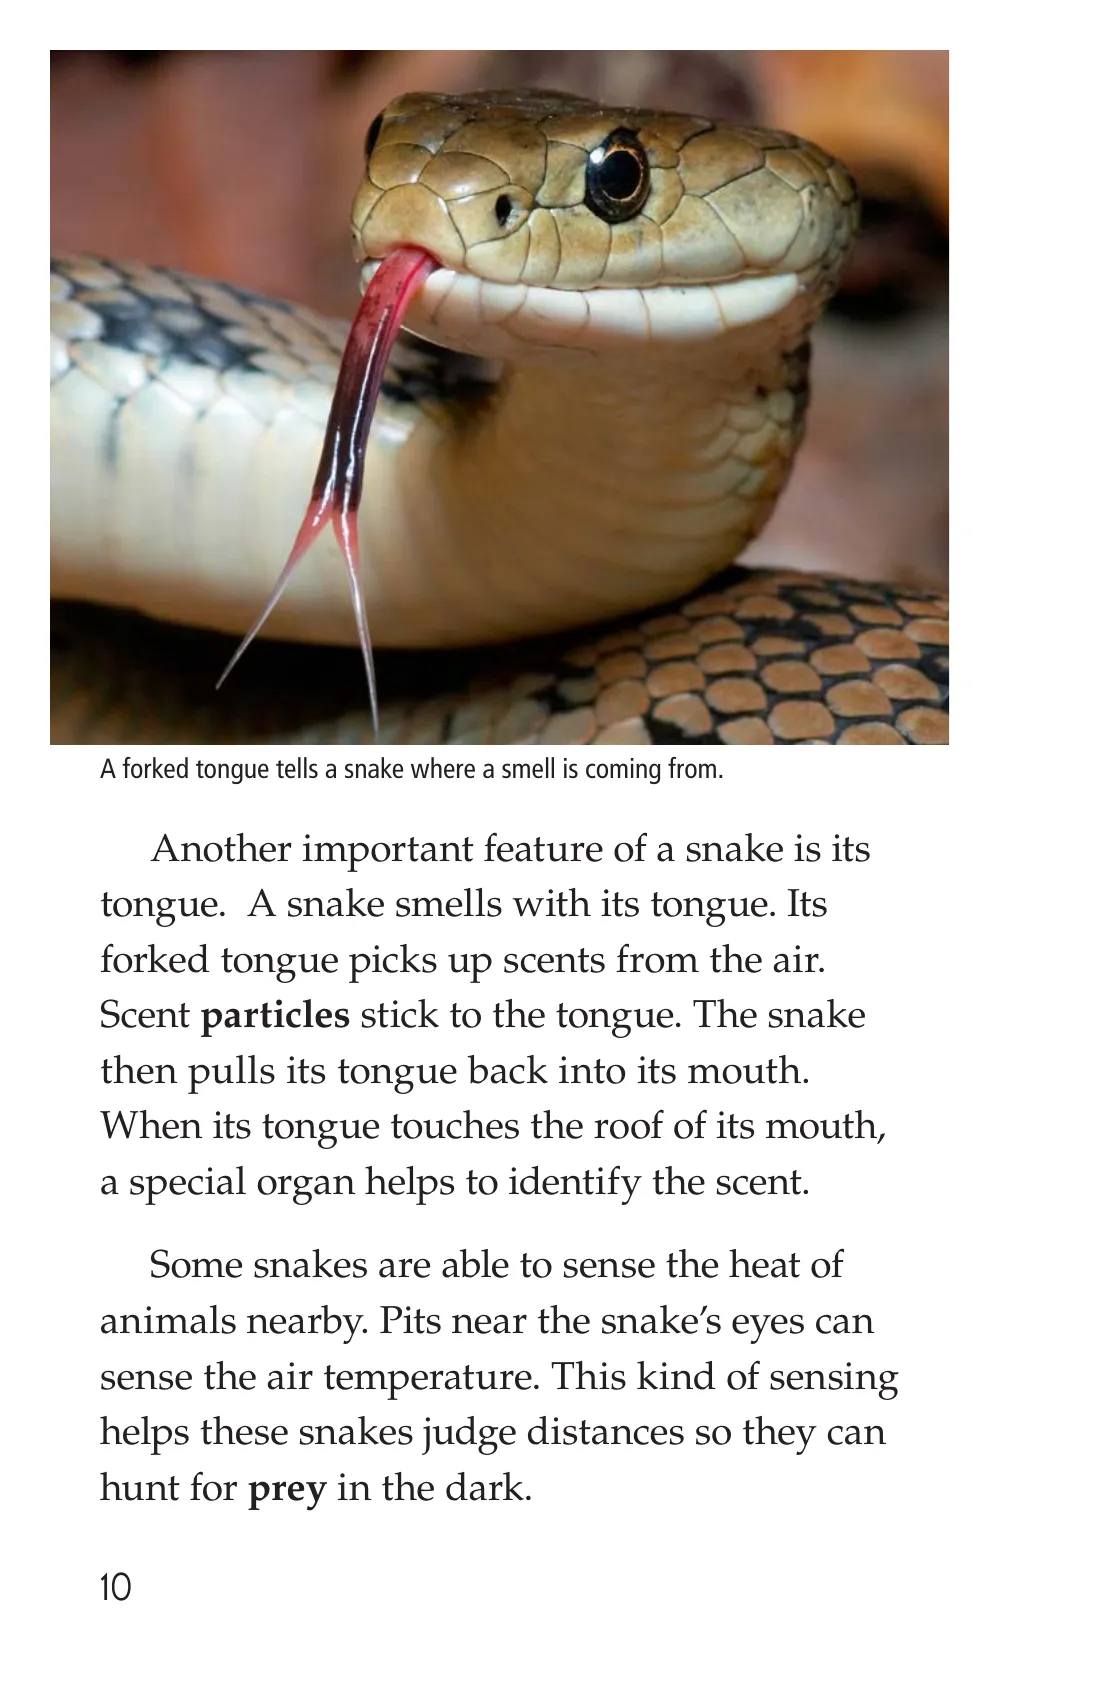 A forked tongue tells a snake where a smell is coming from.
Another important feature of a snake is its
tongue.  A snake smells with its tongue. Its
forked tongue picks up scents from the air.
Scent particles stick to the tongue. The snake
then pulls its tongue back into its mouth.
When its tongue touches the roof of its mouth,
a special organ helps to identify the scent.
Some snakes are able to sense the heat of
animals nearby. Pits near the snake’s eyes can
sense the air temperature. This kind of sensing
helps these snakes judge distances so they can
hunt for prey in the dark.
10